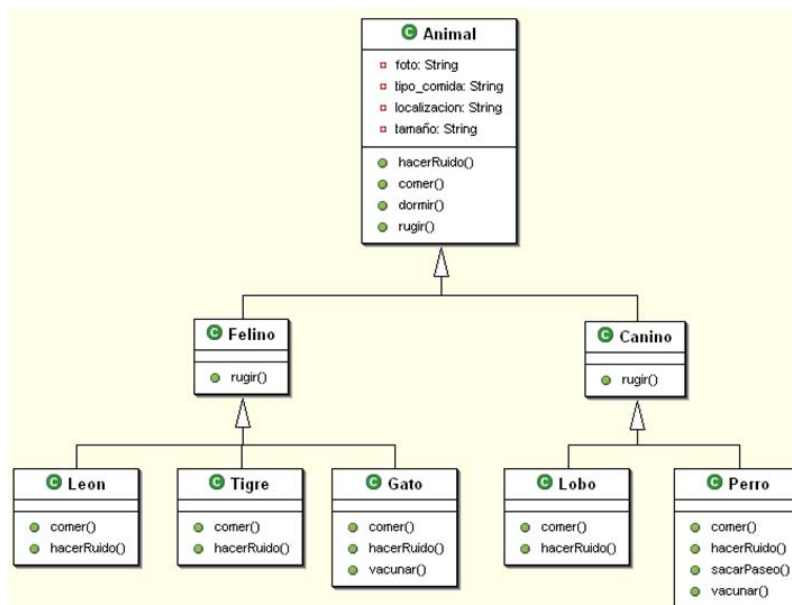 C Animal
foto: String
tipo_comida: String
localizacion: String
tamaño: String
hacerRuido()
comer()
dormir()
rugir()
C Felino
rugir()
C Canino
rugir()
C Leon
comer()
hacerRuido()
C Tigre
comer()
hacerRuido()
C Gato
comer()
hacerRuido()
vacunar()
C Lobo
comer()
hacerRuido()
C Perro
comer()
hacerRuido()
sacarPaseo()
vacunar()